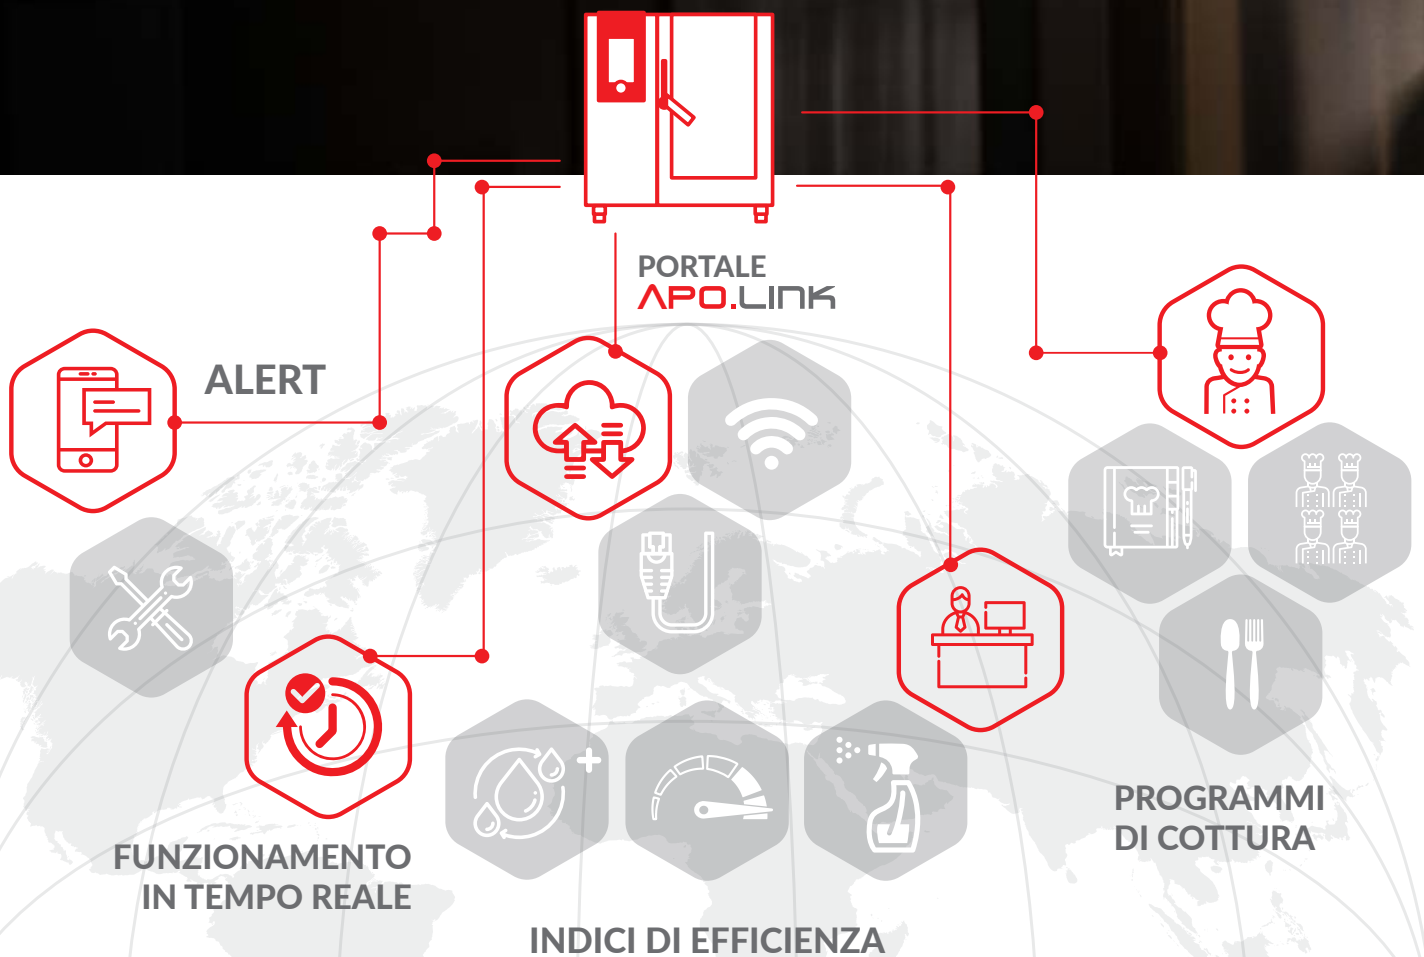 PORTALE
APO.LINK
ALERT
PROGRAMMI
DI COTTURA
FUNZIONAMENTO
IN TEMPO REALE
INDICI DI EFFICIENZA